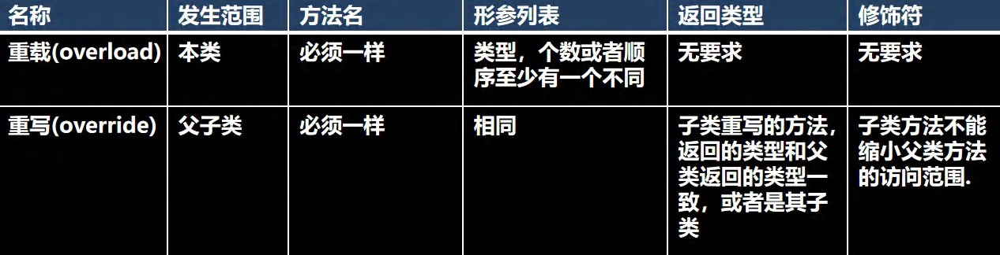 名称 发生范围 方法名 形参列表 返回类型 修饰符
重载(overload) 本类 必须一样 类型，个数或者顺 无要求 无要求
序至少有一个不同
重写(override) 父子类 必须一样 相同 子类重写的方法， 子类方法不能
返回的类型和父 缩小父类方法
类返回的类型一 的访问范围.
致，或者是其子
类